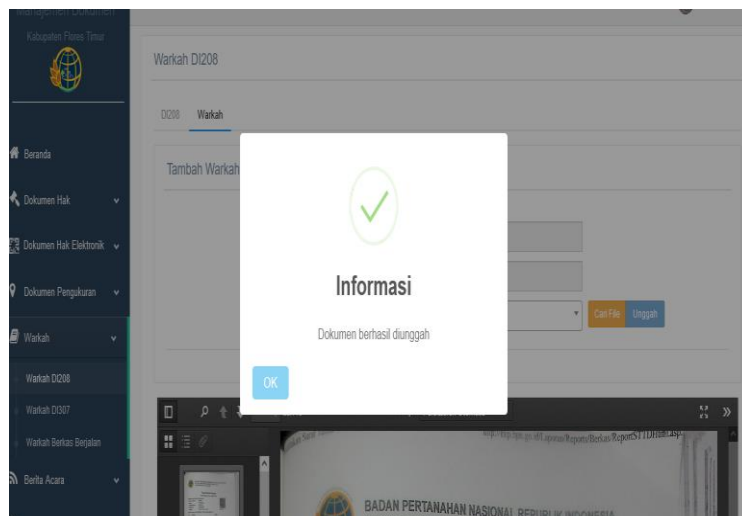 Manajemen Dokumen
Kabupaten Flores Timur
Beranda
Dokumen Hak
Dokumen Hak Elektronik
Dokumen Pengukuran
Warkah
Warkah DI208
Warkah DI307
Warkah Berkas Berjalan
Berita Acara
Warkah DI208
DI208 Warkah
Tambah Warkah
Cari File Unggah
Informasi
Dokumen berhasil diunggah
OK
BADAN PERTANAHAN NASIONAL REPUBLIK INDONESIA